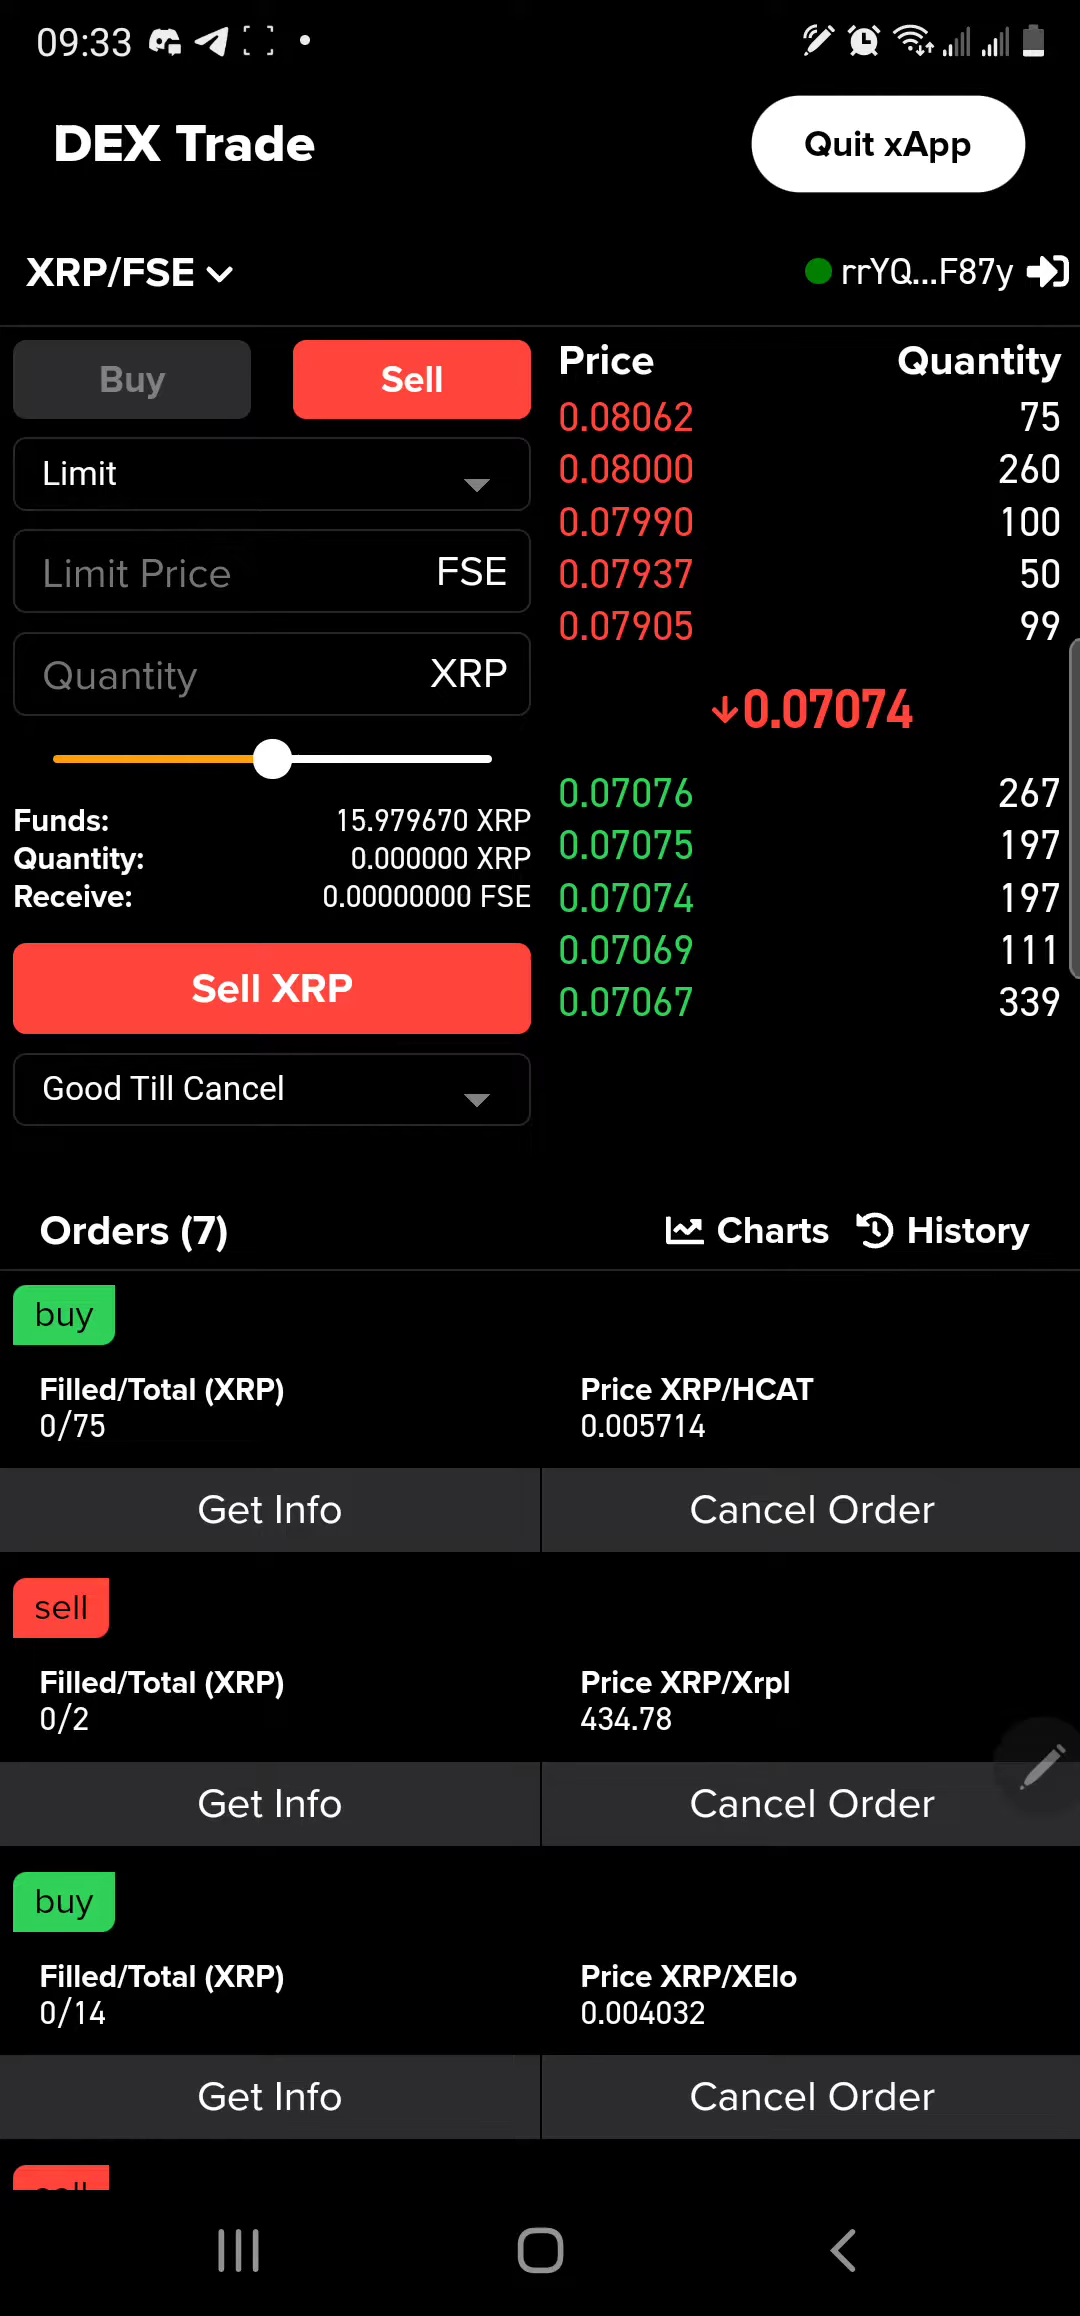 09:33
DEX Trade
Quit xApp
XRP/FSE
rrYQ...F87y
Buy
Sell
Limit
Limit Price FSE
Quantity XRP
Funds: 15.979670 XRP
Quantity: 0.000000 XRP
Receive: 0.00000000 FSE
Sell XRP
Good Till Cancel
Price Quantity
0.08062 75
0.08000 260
0.07990 100
0.07937 50
0.07905 99
↓0.07074
0.07076 267
0.07075 197
0.07074 197
0.07069 111
0.07067 339
Orders (7)
Charts
History
buy
Filled/Total (XRP) Price XRP/HCAT
0/75 0.005714
Get Info Cancel Order
sell
Filled/Total (XRP) Price XRP/Xrpl
0/2 434.78
Get Info Cancel Order
buy
Filled/Total (XRP) Price XRP/XElo
0/14 0.004032
Get Info Cancel Order
sell